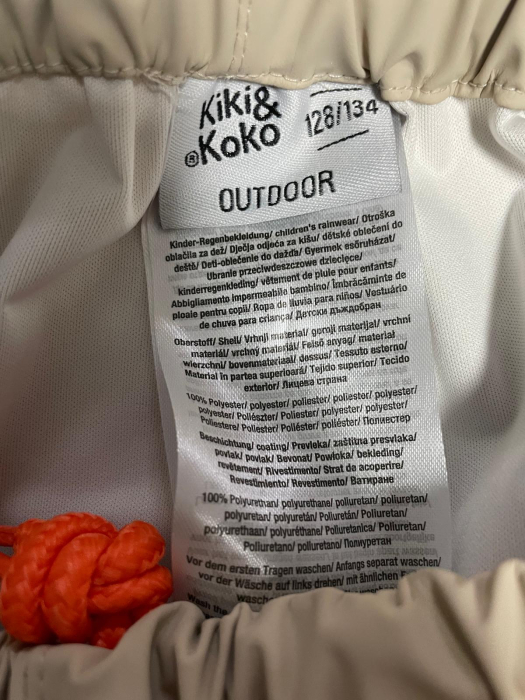 Kiki&
®Koko
128/134
OUTDOOR
Kinder-Regenbekleidung/ children's rainwear/ Otroška
oblačila za dež/ Dječja odjeća za kišu/ dětské oblečení do
deště/ Deti-oblečenie do dažďa/ Gyermek esőruházat/
Ubranie przeciwdeszczowe dziecięce/
kinderregenkleding/ vêtement de pluie pour enfants/
Abbigliamento impermeabile bambino/ Îmbrăcăminte de
ploaie pentru copii/ Ropa de lluvia para niños/ Vestuário
de chuva para criança/ Детски дъждобран
Oberstoff/ Shell/ Vrhnji material/ gornji materijal/ vrchní
materiál/ vrchný materiál/ Felső anyag/ materiał
wierzchni/ bovenmateriaal/ dessus/ Tessuto esterno/
Material în partea superioară/ Tejido superior/ Tecido
exterior/ Лицева страна
100% Polyester/ polyester/ poliester/ poliester/ polyester/
polyester/ Poliészter/ Poliester/ polyester/ polyester/
Poliestere/ Poliester/ Poliéster/ poliéster/ Полиестер
Beschichtung/ coating/ Prevleka/ zaštitna presvlaka/
povlak/ povlak/ Bevonat/ Powłoka/ bekleding/
revêtement/ Rivestimento/ Strat de acoperire/
Revestimiento/ Revestimento/ Ватиране
100% Polyurethan/ polyurethane/ poliuretan/ poliuretan/
polyuretan/ polyuretán/ Poliuretán/ Poliuretan/
polyurethaan/ polyuréthane/ Poliuretanica/ Poliuretan/
Poliuretano/ poliuretano/ Полиуретан
Vor dem ersten Tragen waschen/ Anfangs separat waschen/
vor der Wäsche auf links drehen/ mit ähnlichen
Wash the